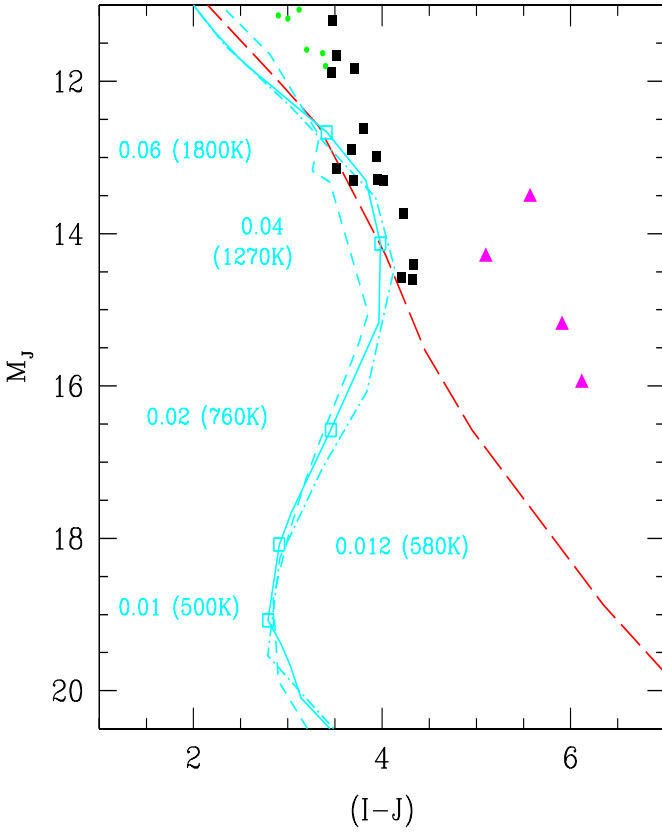 12
0.06 (1800K)
0.04
(1270K)
14
M_J
16
0.02 (760K)
18
0.012 (580K)
0.01 (500K)
20
2 4 6
(I−J)